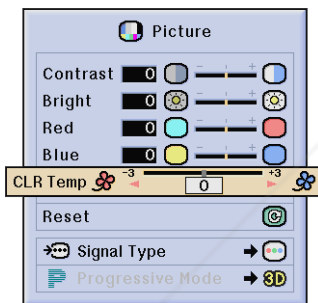 Picture
Contrast 0 - +
Bright 0 - +
Red 0 - +
Blue 0 - +
CLR Temp -3 0 +3
Reset
Signal Type
P Progressive Mode 3D